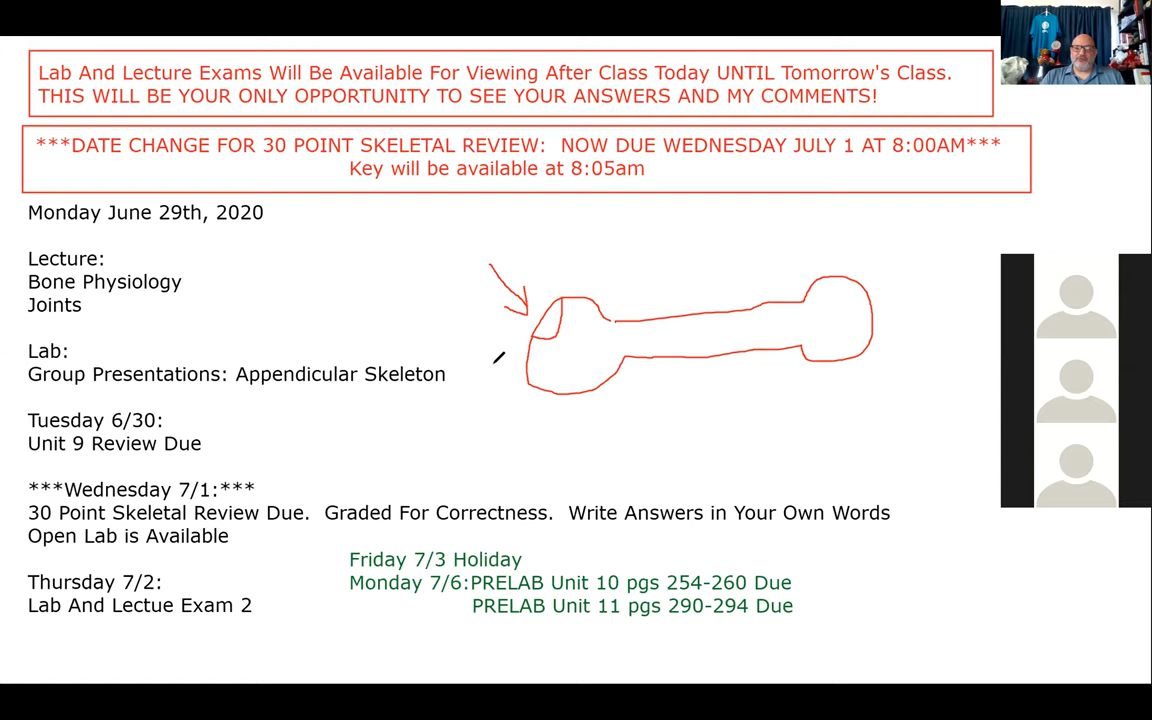 Lab And Lecture Exams Will Be Available For Viewing After Class Today UNTIL Tomorrow's Class.
THIS WILL BE YOUR ONLY OPPORTUNITY TO SEE YOUR ANSWERS AND MY COMMENTS!
***DATE CHANGE FOR 30 POINT SKELETAL REVIEW: NOW DUE WEDNESDAY JULY 1 AT 8:00AM***
Key will be available at 8:05am
Monday June 29th, 2020
Lecture:
Bone Physiology
Joints
Lab:
Group Presentations: Appendicular Skeleton
Tuesday 6/30:
Unit 9 Review Due
***Wednesday 7/1:***
30 Point Skeletal Review Due. Graded For Correctness. Write Answers in Your Own Words
Open Lab is Available
Friday 7/3 Holiday
Thursday 7/2:
Monday 7/6:PRELAB Unit 10 pgs 254-260 Due
Lab And Lectue Exam 2
PRELAB Unit 11 pgs 290-294 Due